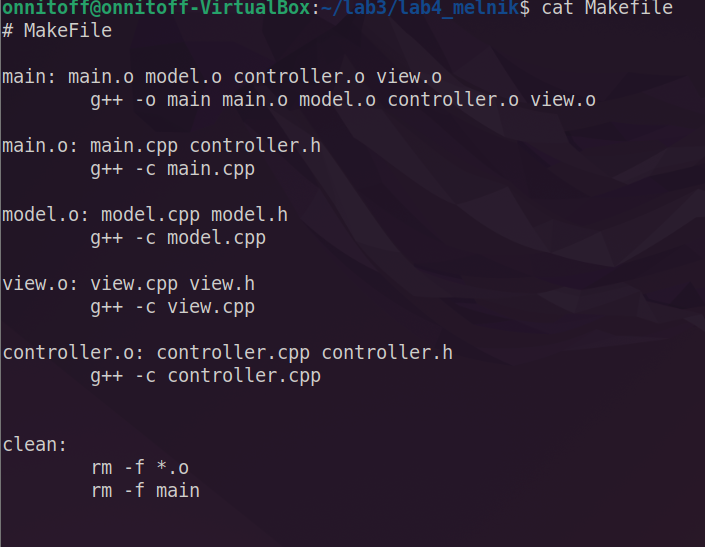 onnitoff@onnitoff-VirtualBox:~/lab3/lab4_melnik$ cat Makefile
# MakeFile
main: main.o model.o controller.o view.o
g++ -o main main.o model.o controller.o view.o
main.o: main.cpp controller.h
g++ -c main.cpp
model.o: model.cpp model.h
g++ -c model.cpp
view.o: view.cpp view.h
g++ -c view.cpp
controller.o: controller.cpp controller.h
g++ -c controller.cpp
clean:
rm -f *.o
rm -f main